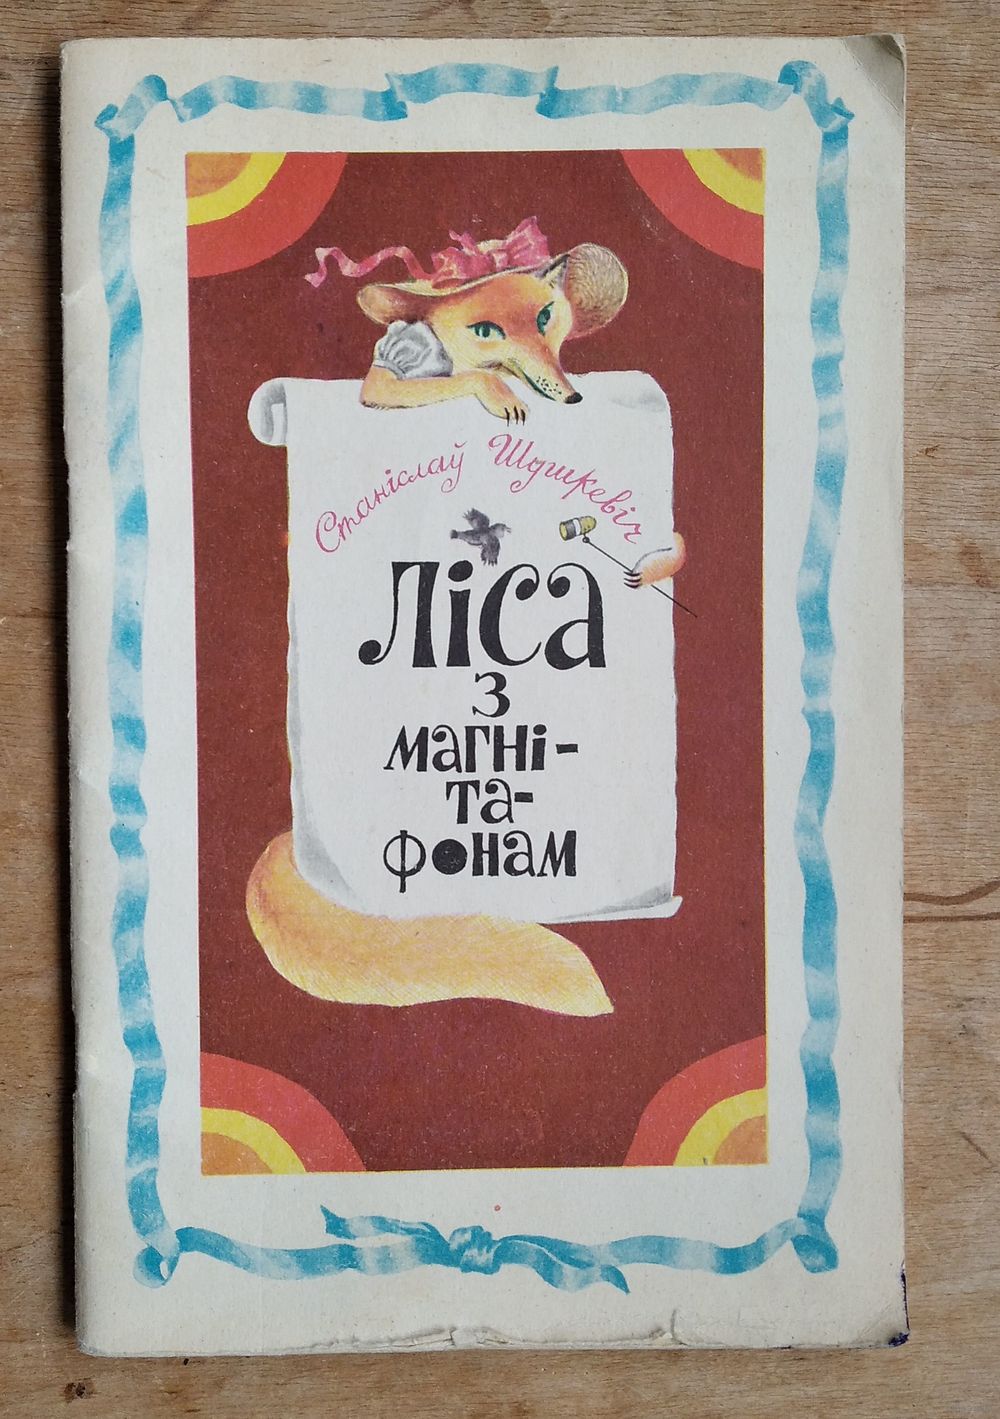 Станіслаў Шушкевіч
ліса
з
магні-
та-
фонам